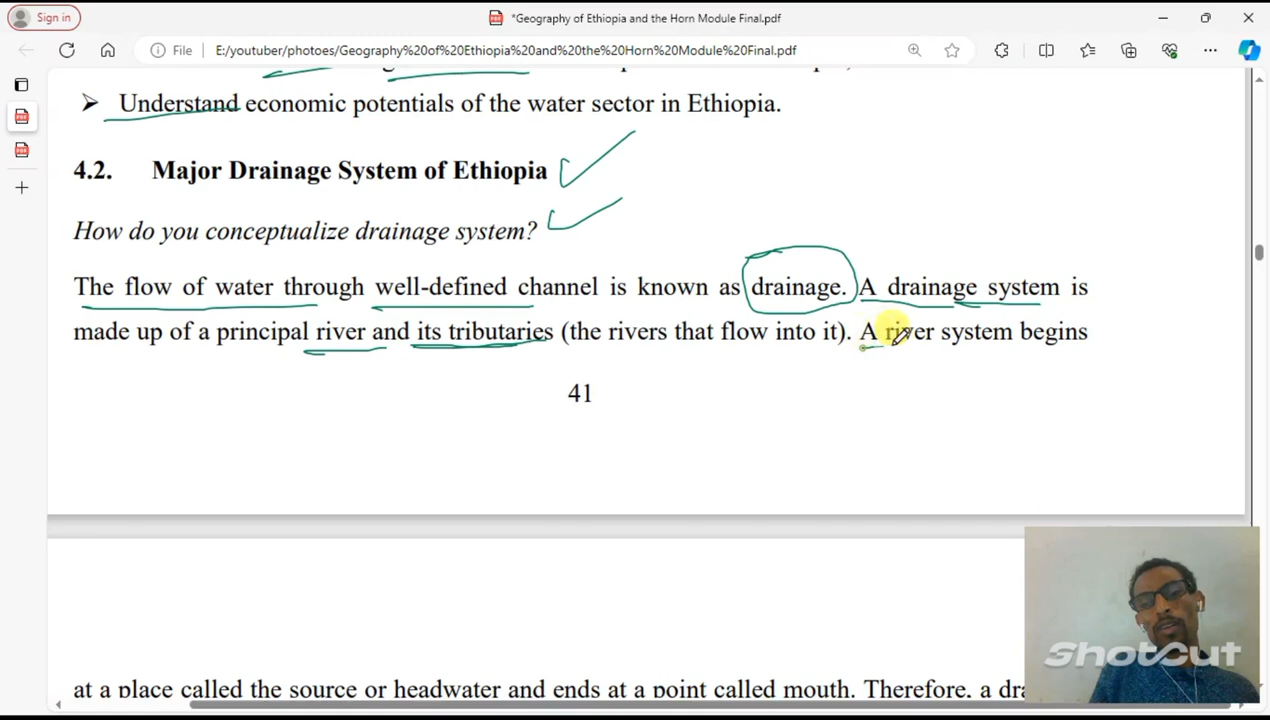 Sign in
*Geography of Ethiopia and the Horn Module Final.pdf
File
E:/youtuber/photoes/Geography%20of%20Ethiopia%20and%20the%20Horn%20Module%20Final.pdf
➢ Understand economic potentials of the water sector in Ethiopia.
4.2. Major Drainage System of Ethiopia
How do you conceptualize drainage system?
The flow of water through well-defined channel is known as drainage. A drainage system is
made up of a principal river and its tributaries (the rivers that flow into it). A river system begins
41
Shotcut
at a place called the source or headwater and ends at a point called mouth. Therefore, a